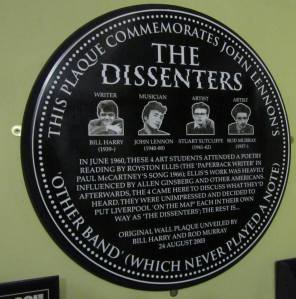 THIS PLAQUE COMMEMORATES JOHN LENNON'S
THE
DISSENTERS
WRITER MUSICIAN ARTIST ARTIST
BILL HARRY JOHN LENNON STUART SUTCLIFFE ROD MURRAY
(1939-) (1940-80) (1941-62) (1937-)
IN JUNE 1960, THESE 4 ART STUDENTS ATTENDED A POETRY
READING BY ROYSTON ELLIS (THE 'PAPERBACK WRITER' IN
PAUL McCARTNEY'S SONG 1966); ELLIS'S WORK WAS HEAVILY
INFLUENCED BY ALLEN GINSBERG AND OTHER AMERICANS.
AFTERWARDS, THE 4 CAME HERE TO DISCUSS WHAT THEY'D
HEARD. THEY WERE UNIMPRESSED AND DECIDED TO
PUT LIVERPOOL 'ON THE MAP' EACH IN THEIR OWN
WAY AS 'THE DISSENTERS'; THE REST IS...
ORIGINAL WALL PLAQUE UNVEILED BY
BILL HARRY AND ROD MURRAY
24 AUGUST 2003
'OTHER BAND' (WHICH NEVER PLAYED A NOTE)